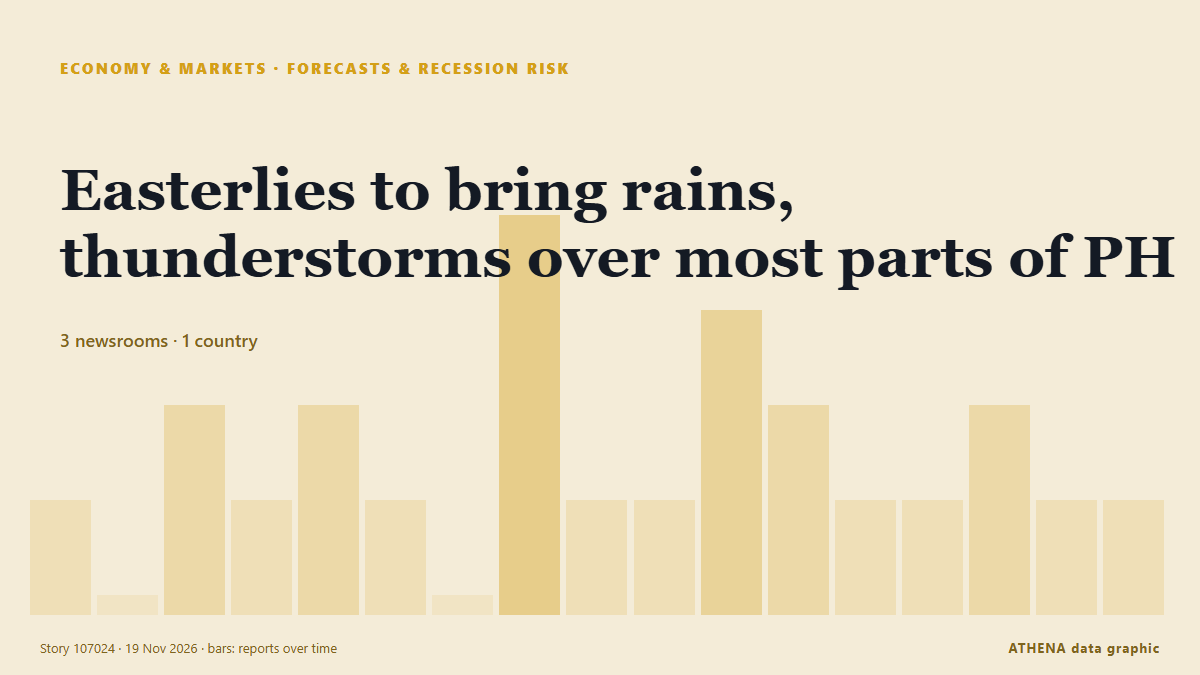 ECONOMY & MARKETS · FORECASTS & RECESSION RISK
Easterlies to bring rains,
thunderstorms over most parts of PH
3 newsrooms · 1 country
Story 107024 · 19 Nov 2026 · bars: reports over time
ATHENA data graphic